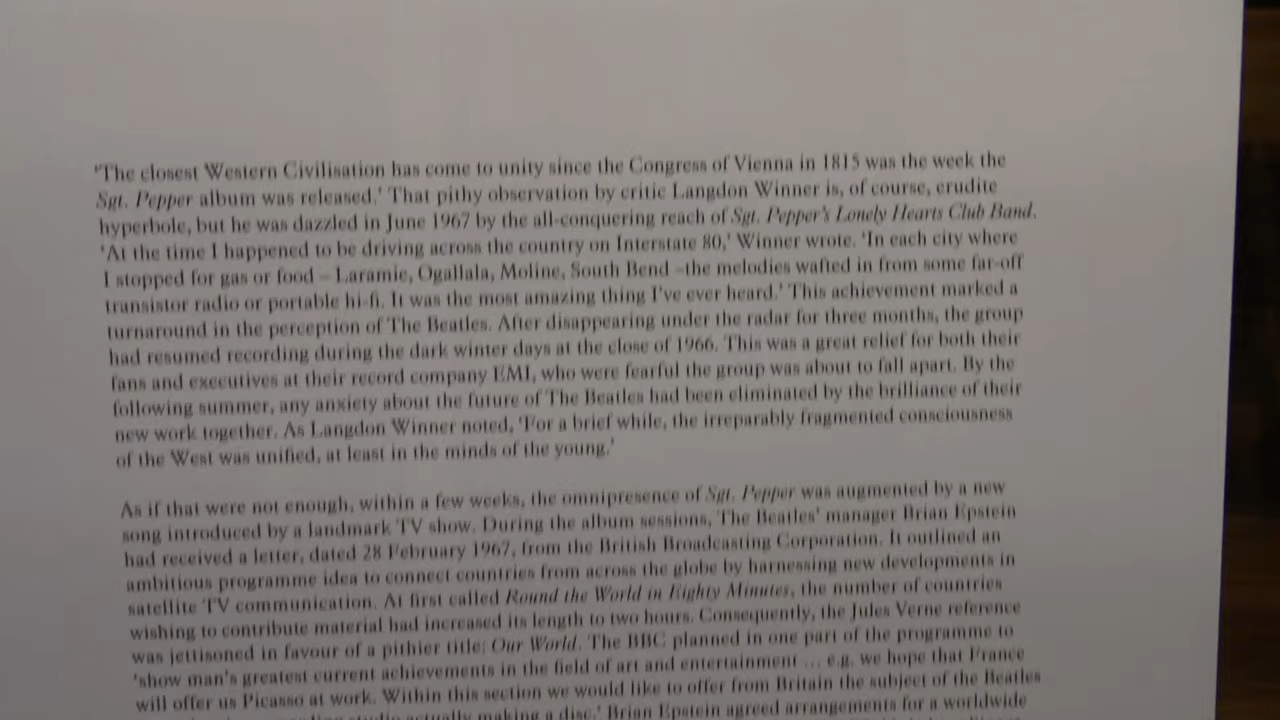 'The closest Western Civilisation has come to unity since the Congress of Vienna in 1815 was the week the
Sgt. Pepper album was released.' That pithy observation by critic Langdon Winner is, of course, erudite
hyperbole, but he was dazzled in June 1967 by the all-conquering reach of Sgt. Pepper's Lonely Hearts Club Band.
'At the time I happened to be driving across the country on Interstate 80,' Winner wrote. 'In each city where
I stopped for gas or food – Laramie, Ogallala, Moline, South Bend –the melodies wafted in from some far-off
transistor radio or portable hi-fi. It was the most amazing thing I've ever heard.' This achievement marked a
turnaround in the perception of The Beatles. After disappearing under the radar for three months, the group
had resumed recording during the dark winter days at the close of 1966. This was a great relief for both their
fans and executives at their record company EMI, who were fearful the group was about to fall apart. By the
following summer, any anxiety about the future of The Beatles had been eliminated by the brilliance of their
new work together. As Langdon Winner noted, 'For a brief while, the irreparably fragmented consciousness
of the West was unified, at least in the minds of the young.'
As if that were not enough, within a few weeks, the omnipresence of Sgt. Pepper was augmented by a new
song introduced by a landmark TV show. During the album sessions, The Beatles' manager Brian Epstein
had received a letter, dated 28 February 1967, from the British Broadcasting Corporation. It outlined an
ambitious programme idea to connect countries from across the globe by harnessing new developments in
satellite TV communication. At first called Round the World in Eighty Minutes, the number of countries
wishing to contribute material had increased its length to two hours. Consequently, the Jules Verne reference
was jettisoned in favour of a pithier title: Our World. The BBC planned in one part of the programme to
'show man's greatest current achievements in the field of art and entertainment ... e.g. we hope that France
will offer us Picasso at work. Within this section we would like to offer from Britain the subject of the Beatles
studio actually making a disc.' Brian Epstein agreed arrangements for a worldwide